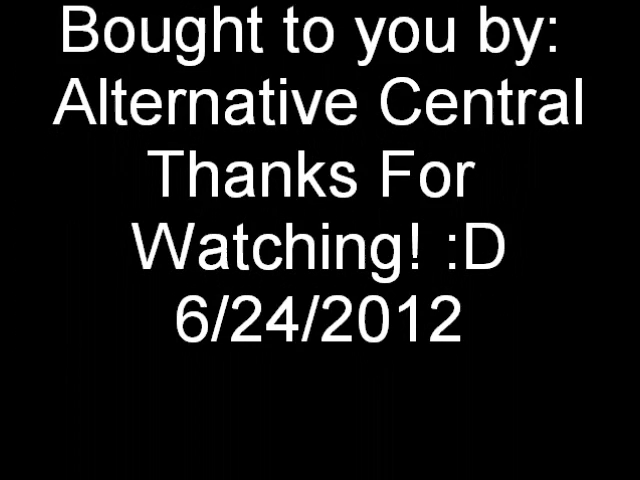 Bought to you by:
Alternative Central
Thanks For
Watching! :D
6/24/2012